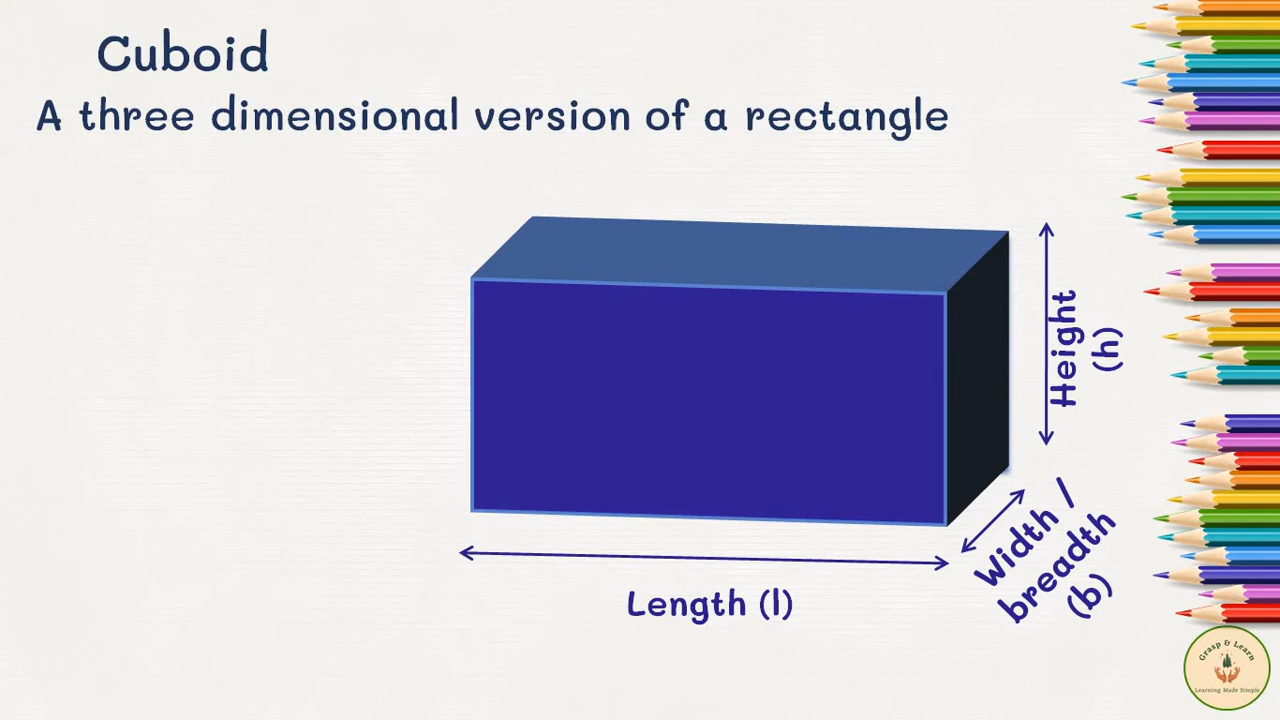 Cuboid
A three dimensional version of a rectangle
Height
(h)
Width /
breadth
(b)
Length (l)
Grasp & Learn
Learning Made Simple